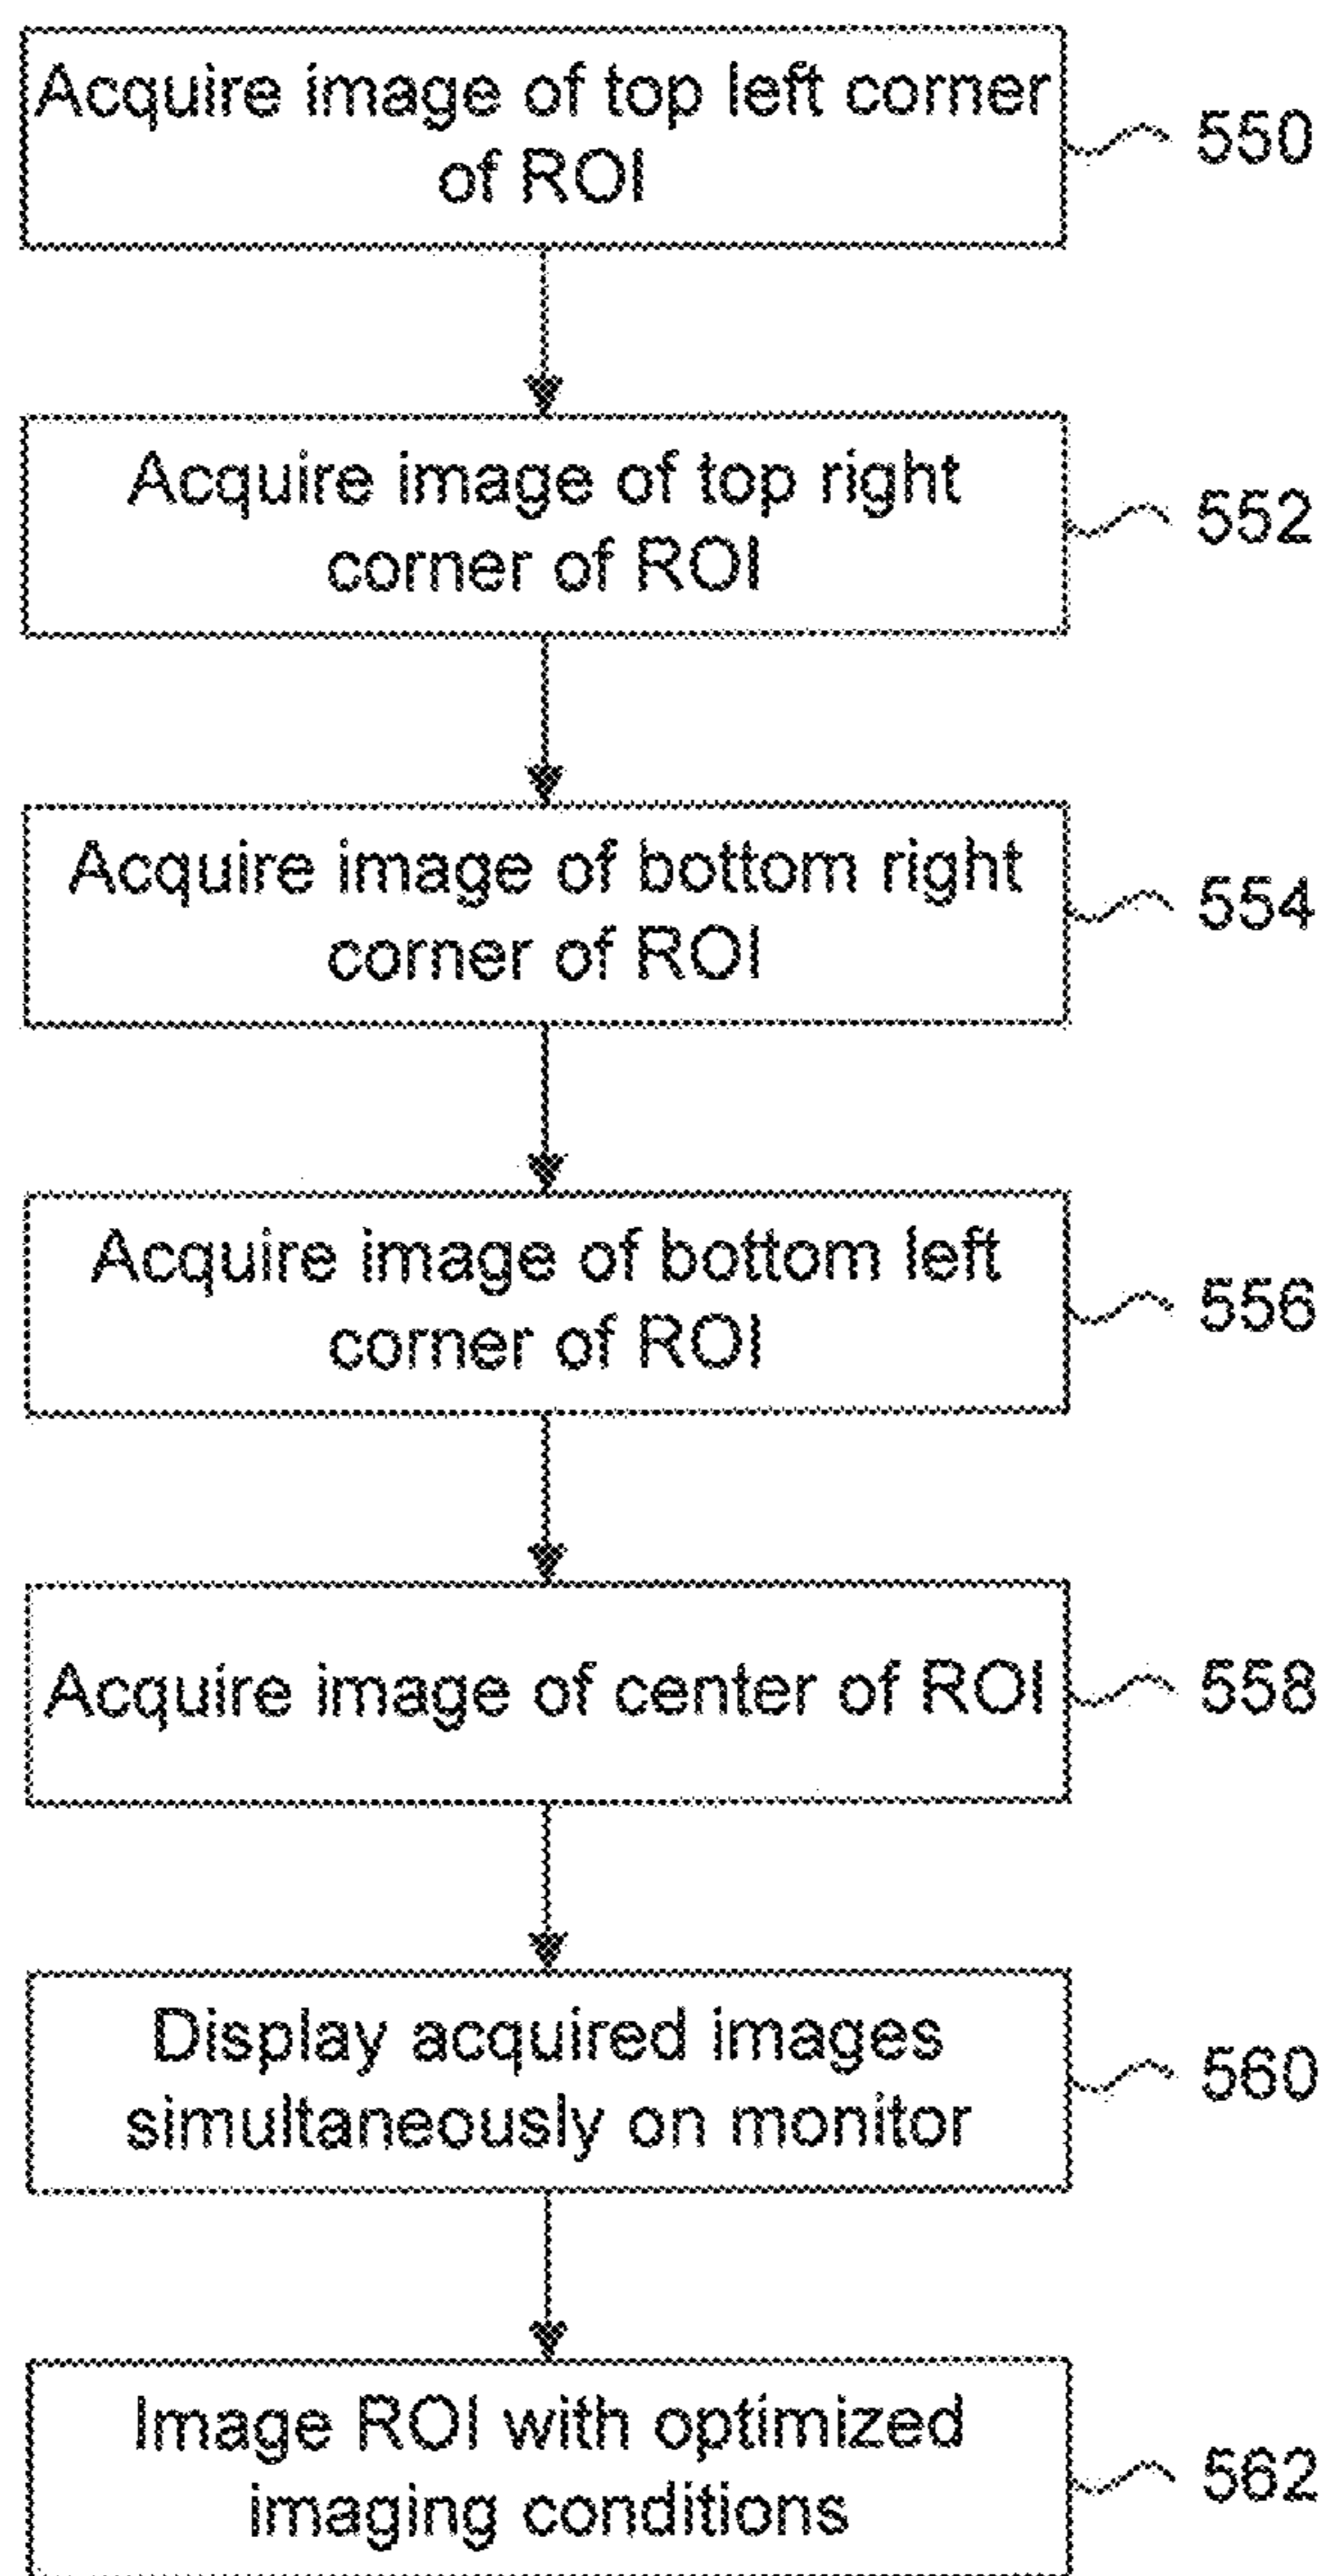 Acquire image of top left corner
of ROI
550
Acquire image of top right
corner of ROI
552
Acquire image of bottom right
corner of ROI
554
Acquire image of bottom left
corner of ROI
556
Acquire image of center of ROI
558
Display acquired images
simultaneously on monitor
560
Image ROI with optimized
imaging conditions
562